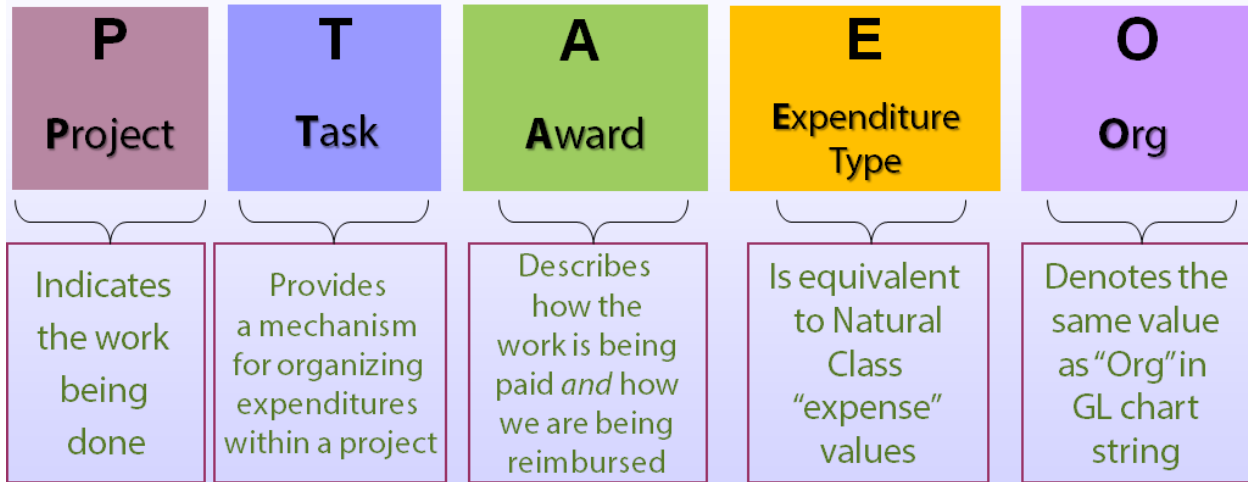 P
Project
T
Task
A
Award
E
Expenditure
Type
O
Org
Indicates
the work
being
done
Provides
a mechanism
for organizing
expenditures
within a project
Describes
how the
work is being
paid and how
we are being
reimbursed
Is equivalent
to Natural
Class
“expense”
values
Denotes the
same value
as “Org” in
GL chart
string